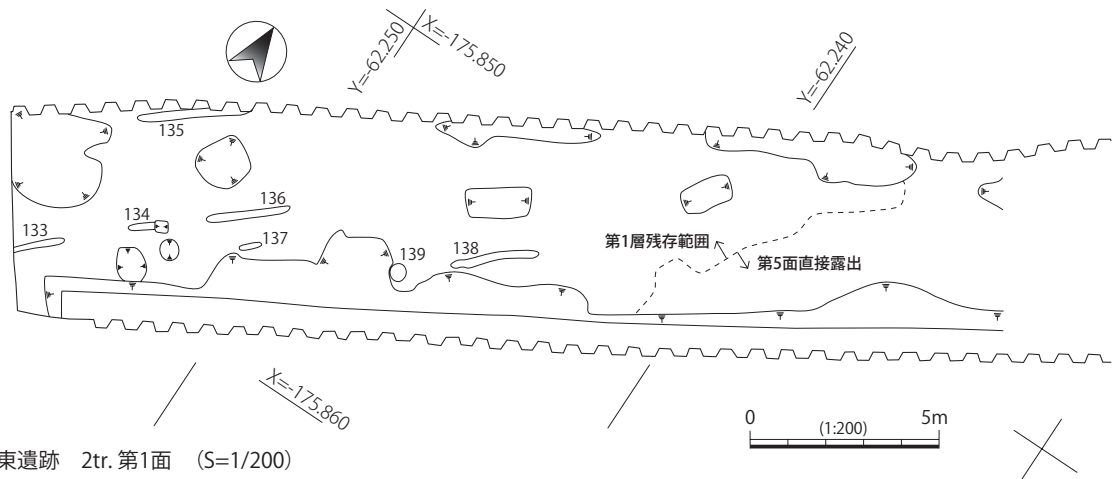 Y=-62.250
X=-175.850
Y=-62.240
135
136
134
133
137
139
138
第1層残存範囲
第5面直接露出
X=-175.860
0 5m
(1:200)
東遺跡 2tr. 第1面 (S=1/200)